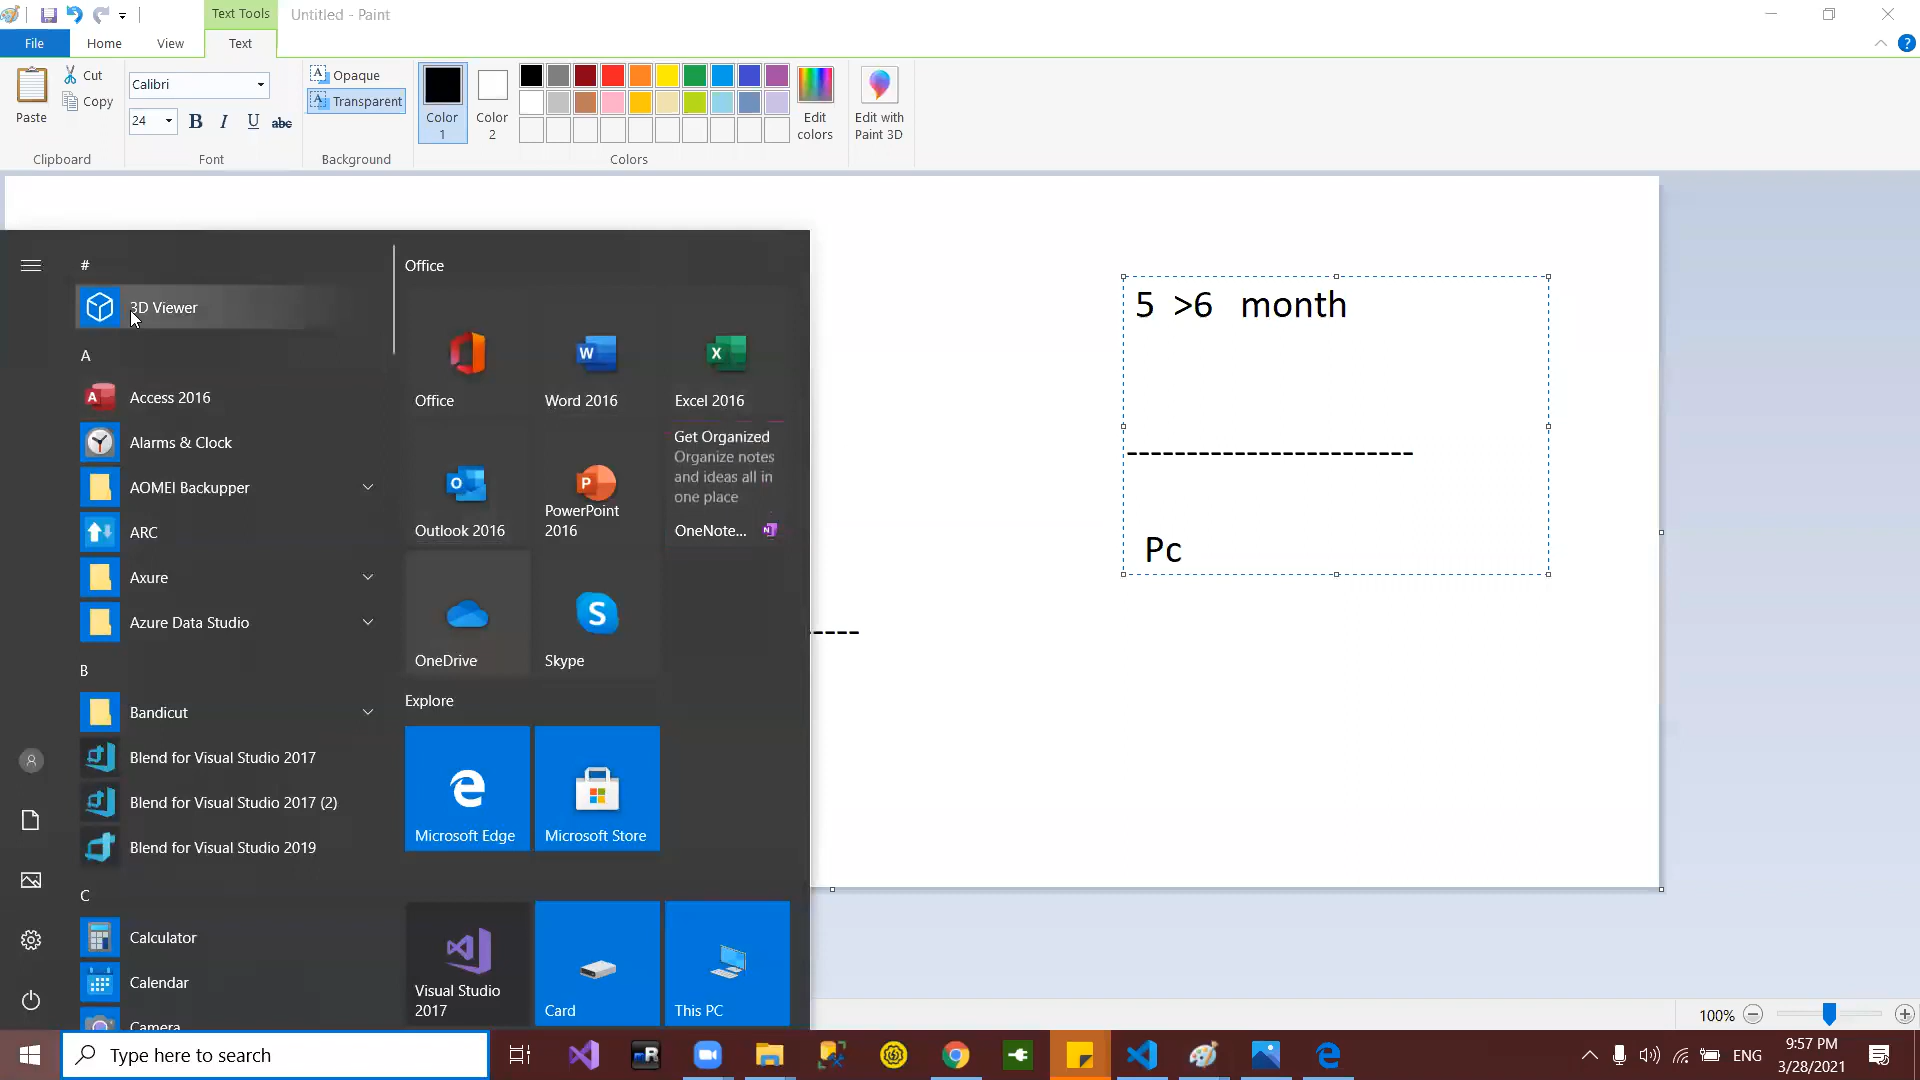 Text Tools
Untitled - Paint
File
Home
View
Text
Paste
Cut
Copy
Clipboard
Calibri
24
B
I
U
abc
Font
Opaque
Transparent
Background
Color
1
Color
2
Colors
Edit
colors
Edit with
Paint 3D
#
3D Viewer
A
Access 2016
Alarms & Clock
AOMEI Backupper
ARC
Axure
Azure Data Studio
B
Bandicut
Blend for Visual Studio 2017
Blend for Visual Studio 2017 (2)
Blend for Visual Studio 2019
C
Calculator
Calendar
Camera
Office
Office
Word 2016
Excel 2016
Outlook 2016
PowerPoint
2016
Get Organized
Organize notes
and ideas all in
one place
OneNote...
OneDrive
Skype
Explore
Microsoft Edge
Microsoft Store
Visual Studio
2017
Card
This PC
5 >6 month
------------------------
Pc
-----
100%
Type here to search
ENG
9:57 PM
3/28/2021